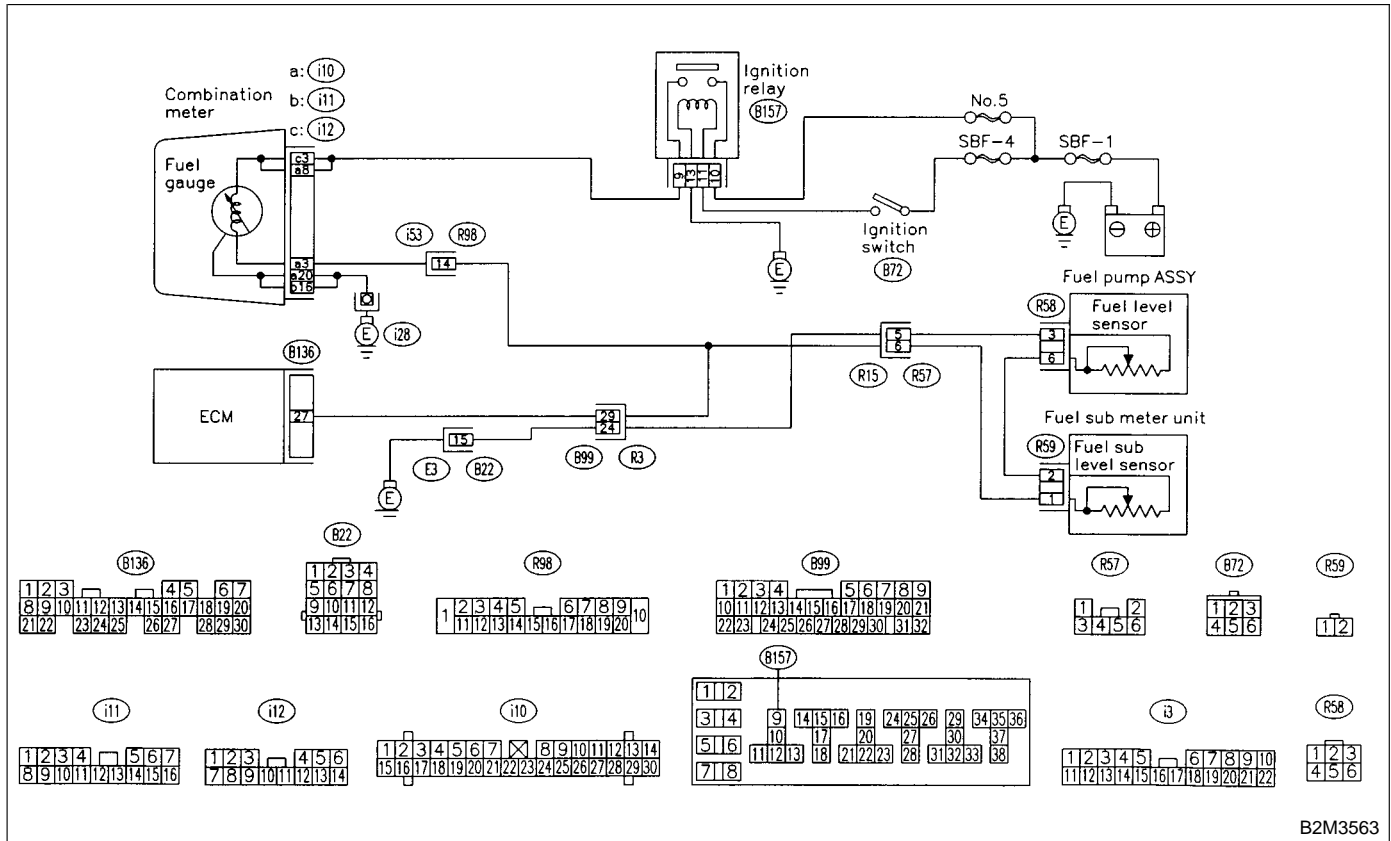 a: i10
b: i11
c: i12
Combination
meter
Fuel
gauge
c3
a8
a3
a20
b16
i53
R98
14
E
i28
Ignition
relay
B157
9
13
11
10
No.5
SBF-4
SBF-1
Ignition
switch
B72
E
E
⊖ ⊕
Fuel pump ASSY
R58
Fuel level
sensor
3
6
5
6
R15
R57
Fuel sub meter unit
R59
Fuel sub
level sensor
2
1
B136
ECM
27
29
24
B99
R3
15
E3
B22
E
B136
1 2 3 4 5 6 7
8 9 10 11 12 13 14 15 16 17 18 19 20
21 22 23 24 25 26 27 28 29 30
B22
1 2 3 4
5 6 7 8
9 10 11 12
13 14 15 16
R98
1 2 3 4 5 6 7 8 9 10
11 12 13 14 15 16 17 18 19 20
B99
1 2 3 4 5 6 7 8 9
10 11 12 13 14 15 16 17 18 19 20 21
22 23 24 25 26 27 28 29 30 31 32
R57
1 2
3 4 5 6
B72
1 2 3
4 5 6
R59
1 2
i11
1 2 3 4 5 6 7
8 9 10 11 12 13 14 15 16
i12
1 2 3 4 5 6
7 8 9 10 11 12 13 14
i10
1 2 3 4 5 6 7 8 9 10 11 12 13 14
15 16 17 18 19 20 21 22 23 24 25 26 27 28 29 30
B157
1 2
3 4 9 14 15 16 19 24 25 26 29 34 35 36
10 17 20 27 30 37
5 6 11 12 13 18 21 22 23 28 31 32 33 38
7 8
i3
1 2 3 4 5 6 7 8 9 10
11 12 13 14 15 16 17 18 19 20 21 22
R58
1 2 3
4 5 6
B2M3563